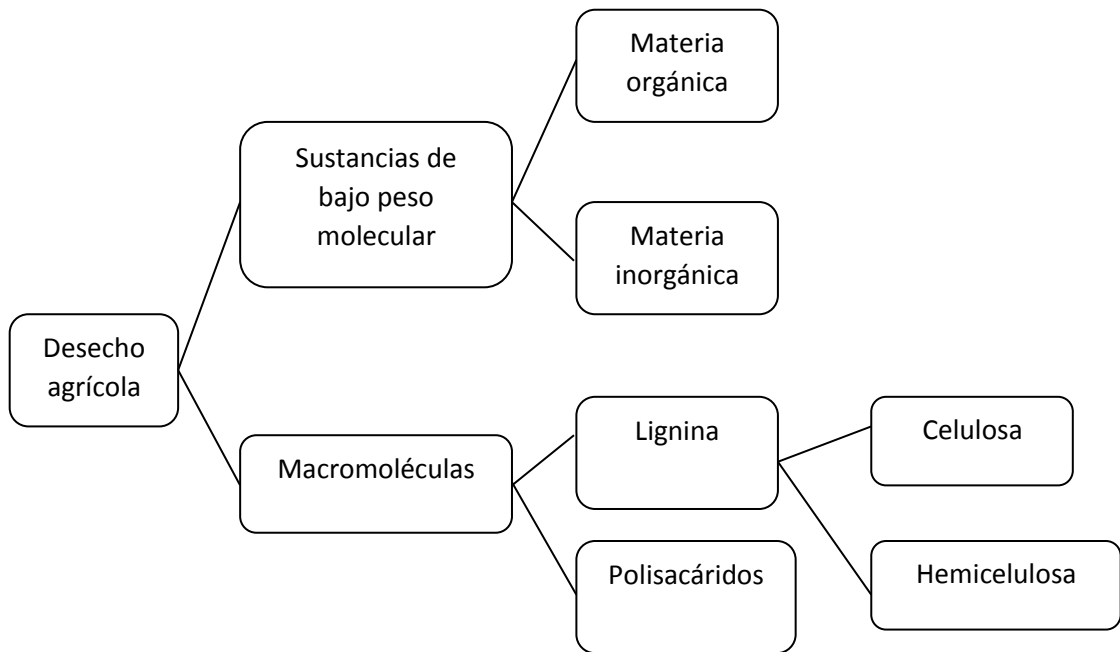 Materia
orgánica
Sustancias de
bajo peso
molecular
Materia
inorgánica
Desecho
agrícola
Lignina
Celulosa
Macromoléculas
Polisacáridos
Hemicelulosa